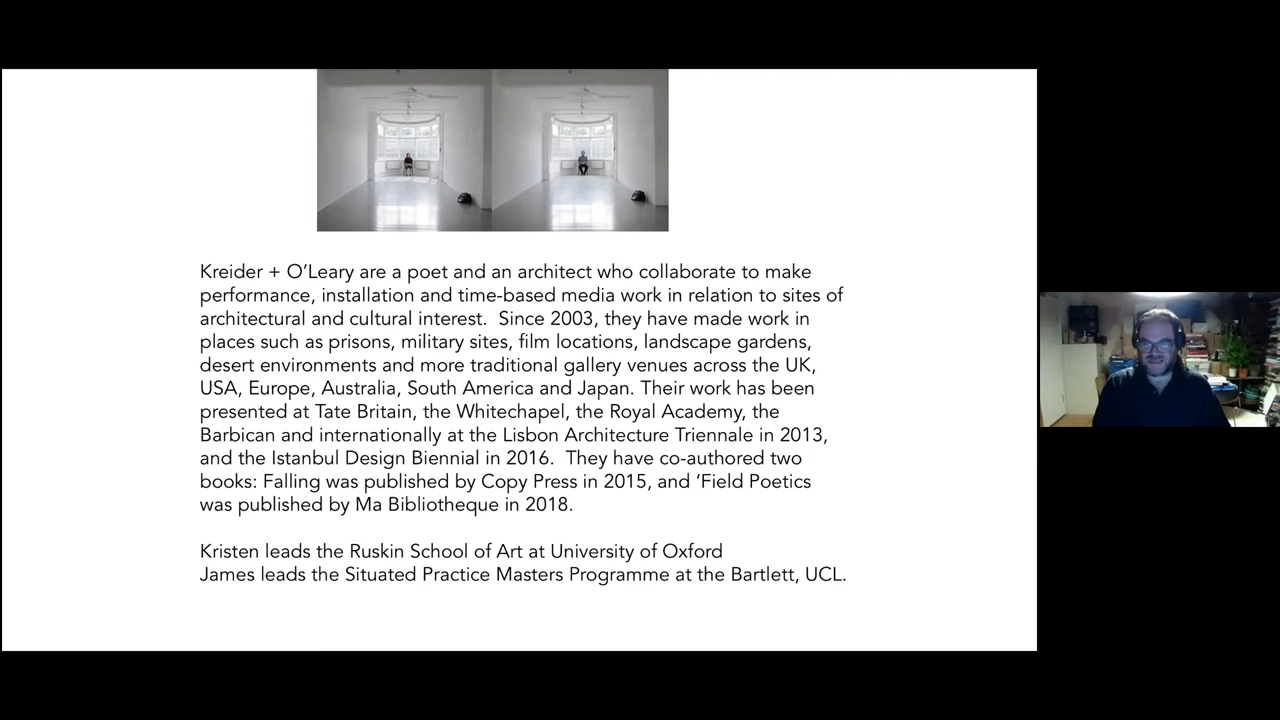 Kreider + O’Leary are a poet and an architect who collaborate to make
performance, installation and time-based media work in relation to sites of
architectural and cultural interest.  Since 2003, they have made work in
places such as prisons, military sites, film locations, landscape gardens,
desert environments and more traditional gallery venues across the UK,
USA, Europe, Australia, South America and Japan. Their work has been
presented at Tate Britain, the Whitechapel, the Royal Academy, the
Barbican and internationally at the Lisbon Architecture Triennale in 2013,
and the Istanbul Design Biennial in 2016.  They have co-authored two
books: Falling was published by Copy Press in 2015, and ‘Field Poetics
was published by Ma Bibliotheque in 2018.
Kristen leads the Ruskin School of Art at University of Oxford
James leads the Situated Practice Masters Programme at the Bartlett, UCL.